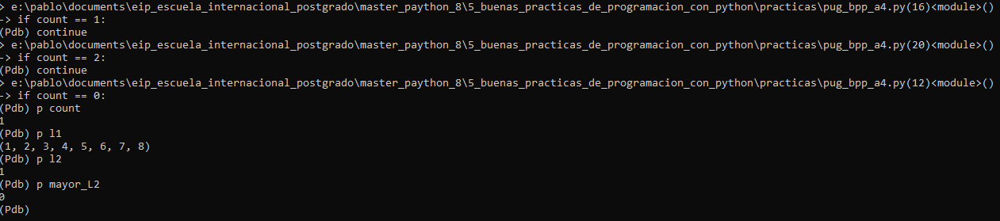 > e:\pablo\documents\eip_escuela_internacional_postgrado\master_paython_8\5_buenas_practicas_de_programacion_con_python\practicas\pug_bpp_a4.py(16)<module>()
-> if count == 1:
(Pdb) continue
> e:\pablo\documents\eip_escuela_internacional_postgrado\master_paython_8\5_buenas_practicas_de_programacion_con_python\practicas\pug_bpp_a4.py(20)<module>()
-> if count == 2:
(Pdb) continue
> e:\pablo\documents\eip_escuela_internacional_postgrado\master_paython_8\5_buenas_practicas_de_programacion_con_python\practicas\pug_bpp_a4.py(12)<module>()
-> if count == 0:
(Pdb) p count
1
(Pdb) p l1
(1, 2, 3, 4, 5, 6, 7, 8)
(Pdb) p l2
1
(Pdb) p mayor_L2
0
(Pdb)